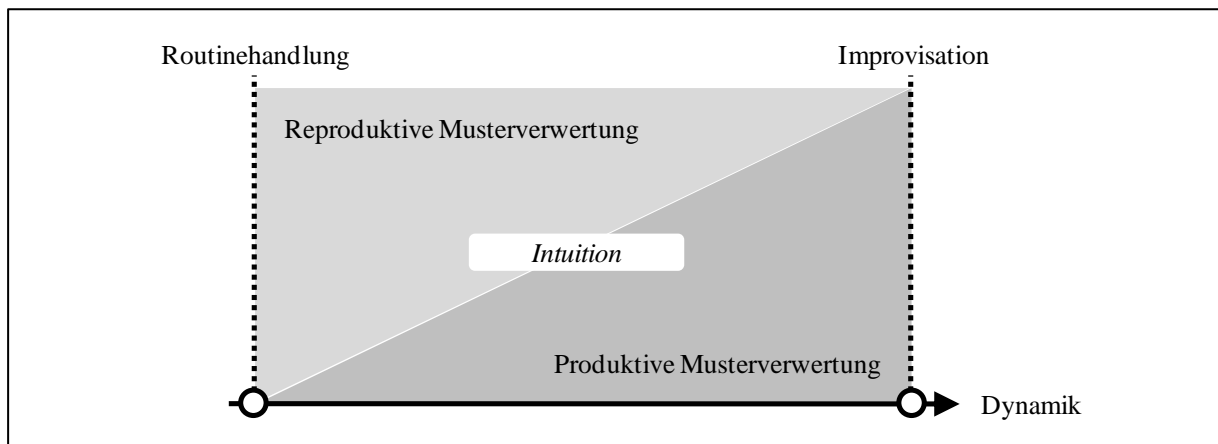 Routinehandlung
Improvisation
Reproduktive Musterverwertung
Intuition
Produktive Musterverwertung
Dynamik